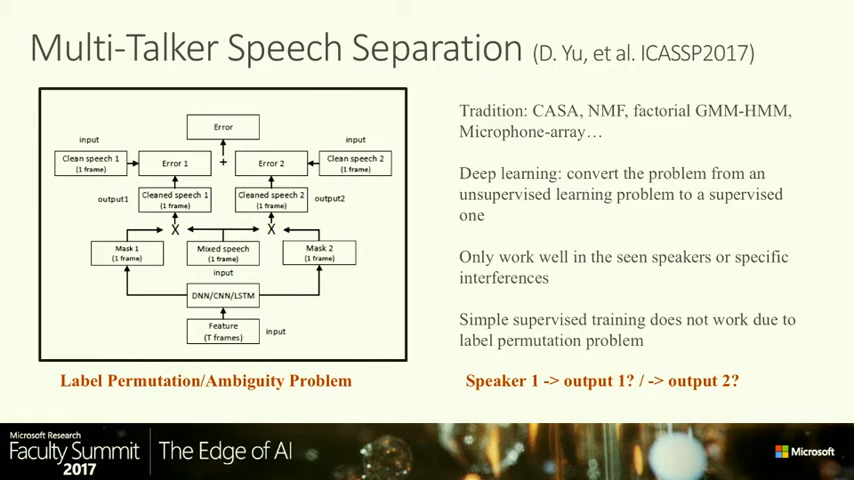 Multi-Talker Speech Separation (D. Yu, et al. ICASSP2017)
Error
input
input
Clean speech 1
(1 frame)
Error 1
+
Error 2
Clean speech 2
(1 frame)
output1
Cleaned speech 1
(1 frame)
Cleaned speech 2
(1 frame)
output2
X
X
Mask 1
(1 frame)
Mixed speech
(1 frame)
Mask 2
(1 frame)
input
DNN/CNN/LSTM
Feature
(T frames)
input
Label Permutation/Ambiguity Problem
Tradition: CASA, NMF, factorial GMM-HMM,
Microphone-array…
Deep learning: convert the problem from an
unsupervised learning problem to a supervised
one
Only work well in the seen speakers or specific
interferences
Simple supervised training does not work due to
label permutation problem
Speaker 1 -> output 1? / -> output 2?
Microsoft Research
Faculty Summit
2017
The Edge of AI
Microsoft